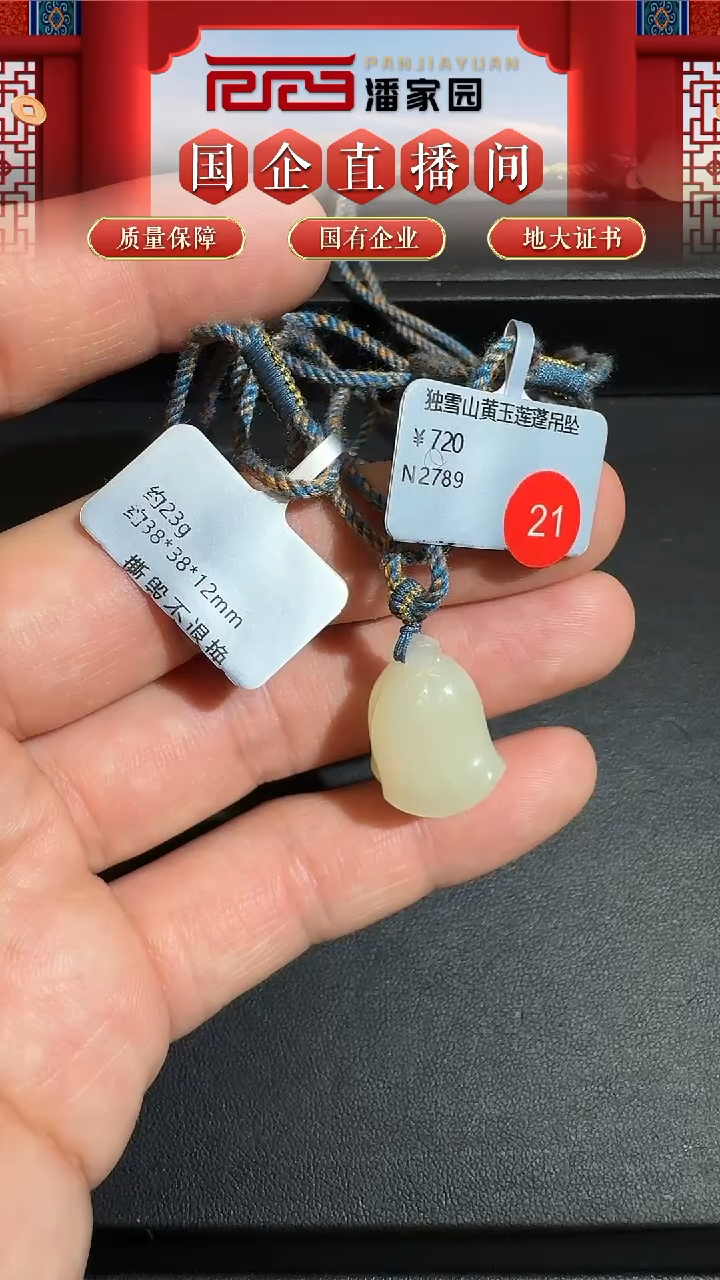 PANJIAYUAN
潘家园
国企直播间
质量保障
国有企业
地大证书
独雪山黄玉莲蓬吊坠
¥720
N2789
21
约23g
约38*38*12mm
撕毁不退换